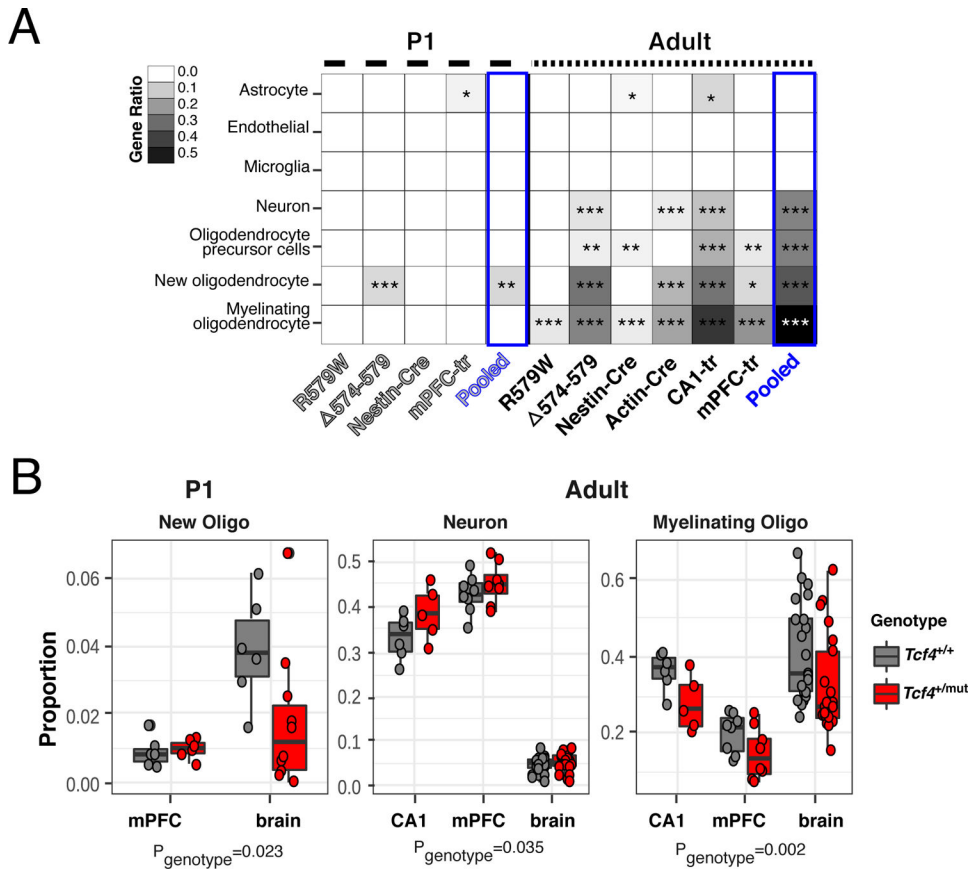 A
P1
Adult
Gene Ratio
0.0
0.1
0.2
0.3
0.4
0.5
Astrocyte
* * *
Endothelial
Microglia
Neuron
*** *** *** ***
Oligodendrocyte
precursor cells
** ** *** ** ***
New oligodendrocyte
*** ** *** *** *** * ***
Myelinating
oligodendrocyte
*** *** *** *** *** *** ***
R579W
Δ574-579
Nestin-Cre
mPFC-tr
Pooled
R579W
Δ574-579
Nestin-Cre
Actin-Cre
CA1-tr
mPFC-tr
Pooled
B
P1
Adult
New Oligo
Neuron
Myelinating Oligo
Proportion
0.06
0.04
0.02
0.00
mPFC
brain
Pgenotype=0.023
0.5
0.4
0.3
0.2
0.1
0.0
CA1
mPFC
brain
Pgenotype=0.035
0.6
0.4
0.2
CA1
mPFC
brain
Pgenotype=0.002
Genotype
Tcf4+/+
Tcf4+/mut